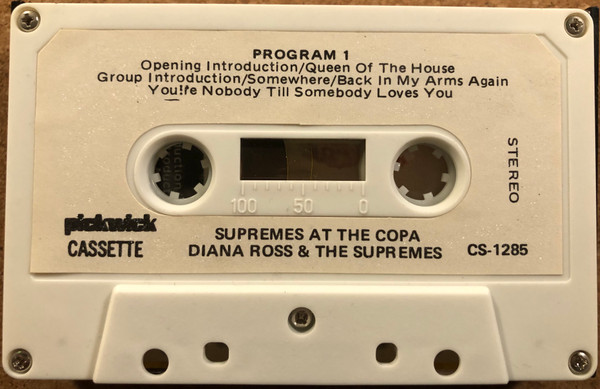 PROGRAM 1
Opening Introduction/Queen Of The House
Group Introduction/Somewhere/Back In My Arms Again
You!re Nobody Till Somebody Loves You
STEREO
100 50 0
pickwick
CASSETTE
SUPREMES AT THE COPA
DIANA ROSS & THE SUPREMES
CS-1285